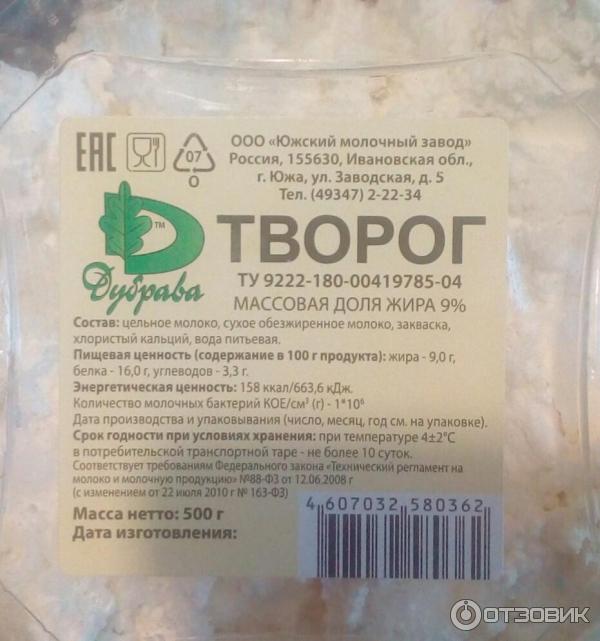 ЕАС
07
О
ООО «Южский молочный завод»
Россия, 155630, Ивановская обл.,
г. Южа, ул. Заводская, д. 5
Тел. (49347) 2-22-34
TM
Дубрава
ТВОРОГ
ТУ 9222-180-00419785-04
МАССОВАЯ ДОЛЯ ЖИРА 9%
Состав: цельное молоко, сухое обезжиренное молоко, закваска,
хлористый кальций, вода питьевая.
Пищевая ценность (содержание в 100 г продукта): жира - 9,0 г,
белка - 16,0 г, углеводов - 3,3 г.
Энергетическая ценность: 158 ккал/663,6 кДж.
Количество молочных бактерий КОЕ/см³ (г) - 1*10⁶
Дата производства и упаковывания (число, месяц, год см. на упаковке).
Срок годности при условиях хранения: при температуре 4±2°С
в потребительской транспортной таре - не более 10 суток.
Соответствует требованиям Федерального закона «Технический регламент на
молоко и молочную продукцию» №88-ФЗ от 12.06.2008 г
(с изменением от 22 июля 2010 г № 163-ФЗ)
Масса нетто: 500 г
Дата изготовления:
4 607032 580362
ОТЗОВИК